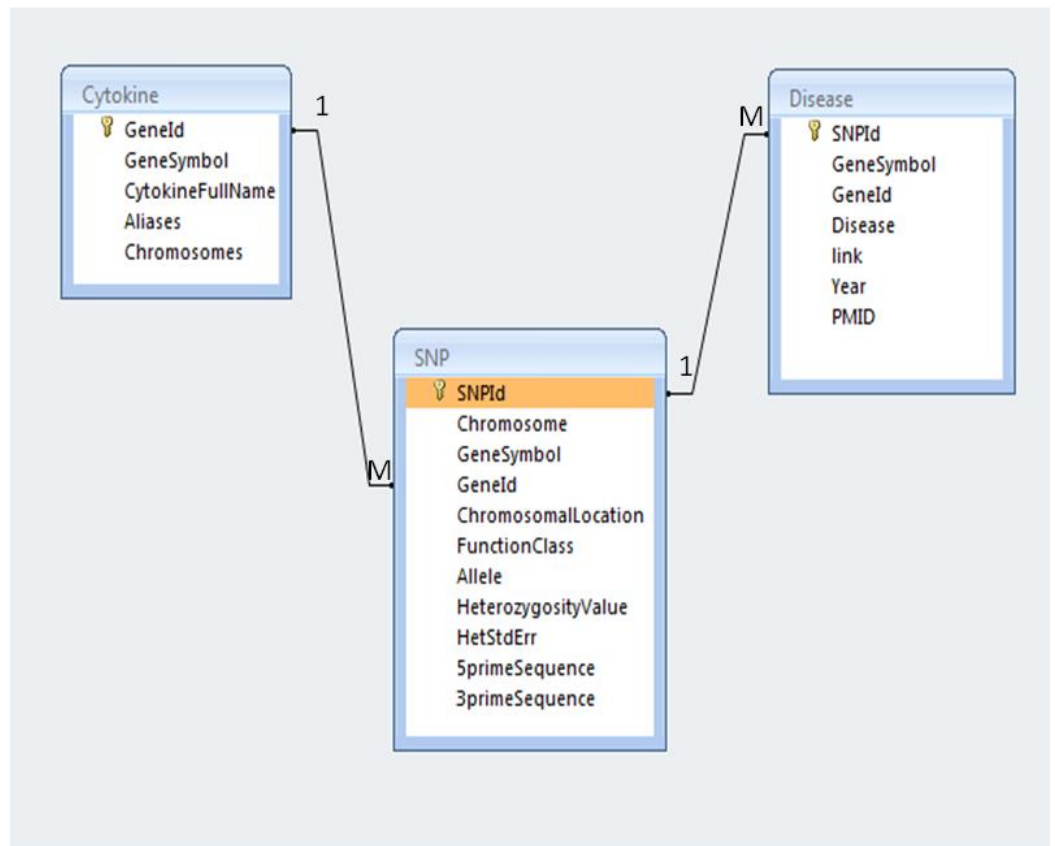 Cytokine
GeneId
GeneSymbol
CytokineFullName
Aliases
Chromosomes
1
M
Disease
SNPId
GeneSymbol
GeneId
Disease
link
Year
PMID
M
1
SNP
SNPId
Chromosome
GeneSymbol
GeneId
ChromosomalLocation
FunctionClass
Allele
HeterozygosityValue
HetStdErr
5primeSequence
3primeSequence